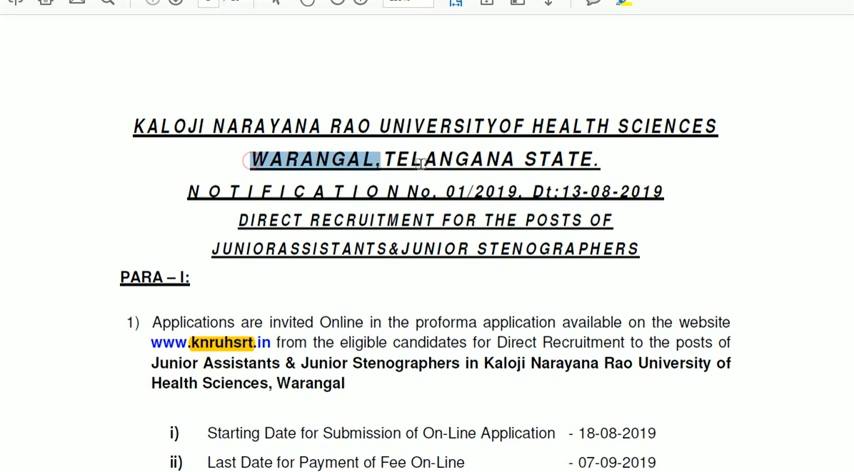 KALOJI NARAYANA RAO UNIVERSITYOF HEALTH SCIENCES
WARANGAL,TELANGANA STATE.
N O T I F I C A T I O N No. 01/2019, Dt:13-08-2019
DIRECT RECRUITMENT FOR THE POSTS OF
JUNIORASSISTANTS&JUNIOR STENOGRAPHERS
PARA – I:
1) Applications are invited Online in the proforma application available on the website
www.knruhsrt.in from the eligible candidates for Direct Recruitment to the posts of
Junior Assistants & Junior Stenographers in Kaloji Narayana Rao University of
Health Sciences, Warangal
i) Starting Date for Submission of On-Line Application - 18-08-2019
ii) Last Date for Payment of Fee On-Line - 07-09-2019